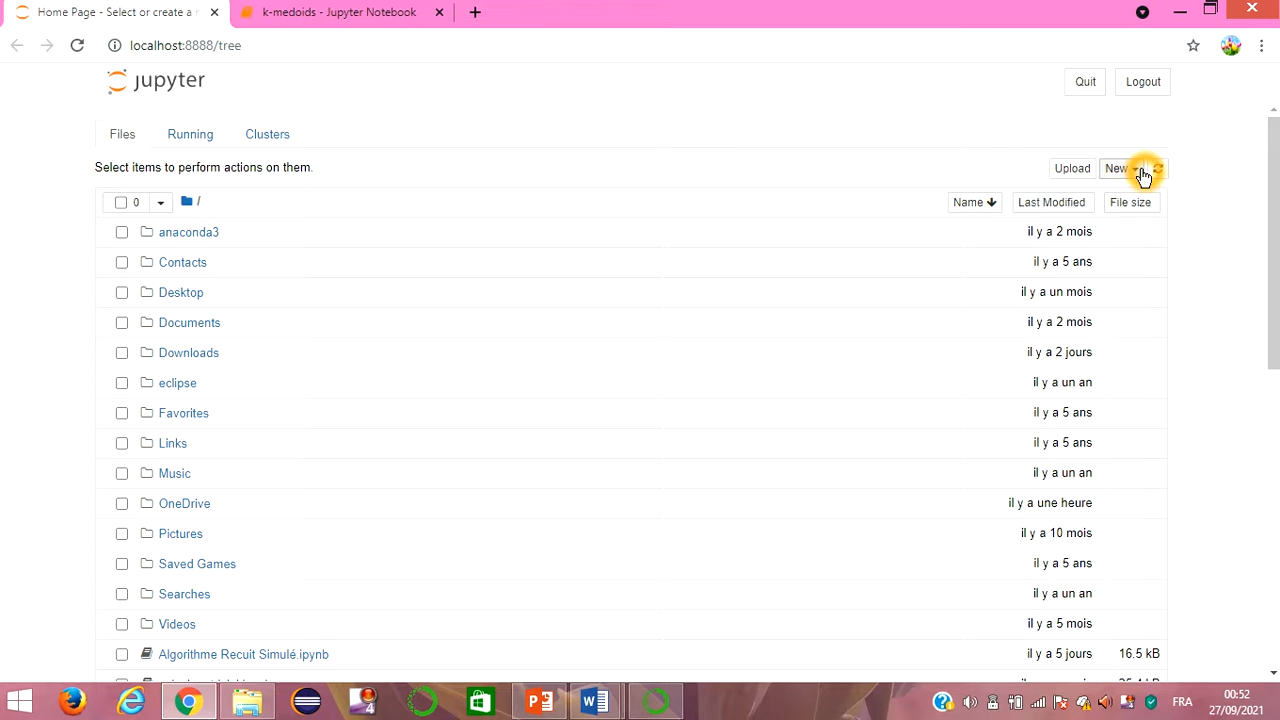 Home Page - Select or create a n
k-medoids - Jupyter Notebook
localhost:8888/tree
jupyter
Quit
Logout
Files
Running
Clusters
Select items to perform actions on them.
Upload
New
0
/
Name
Last Modified
File size
anaconda3
il y a 2 mois
Contacts
il y a 5 ans
Desktop
il y a un mois
Documents
il y a 2 mois
Downloads
il y a 2 jours
eclipse
il y a un an
Favorites
il y a 5 ans
Links
il y a 5 ans
Music
il y a un an
OneDrive
il y a une heure
Pictures
il y a 10 mois
Saved Games
il y a 5 ans
Searches
il y a un an
Videos
il y a 5 mois
Algorithme Recuit Simulé.ipynb
il y a 5 jours
16.5 kB
FRA
00:52
27/09/2021